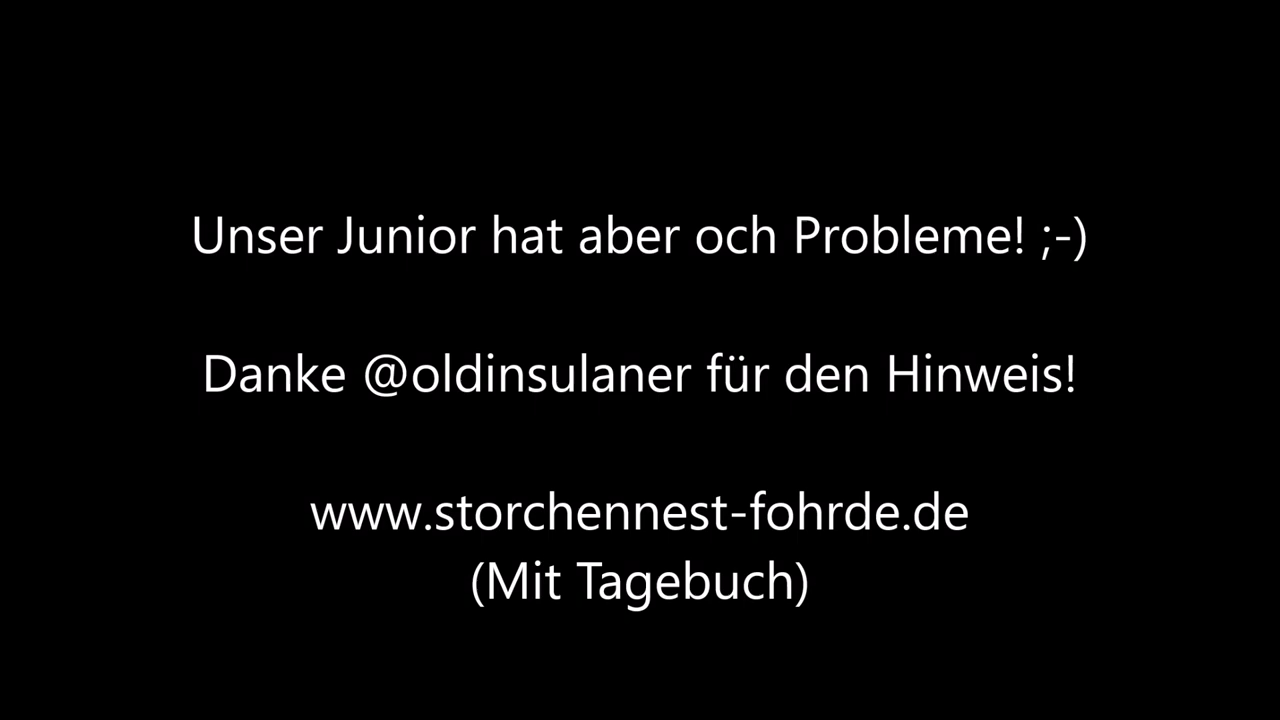 Unser Junior hat aber och Probleme! ;-)
Danke @oldinsulaner für den Hinweis!
www.storchennest-fohrde.de
(Mit Tagebuch)